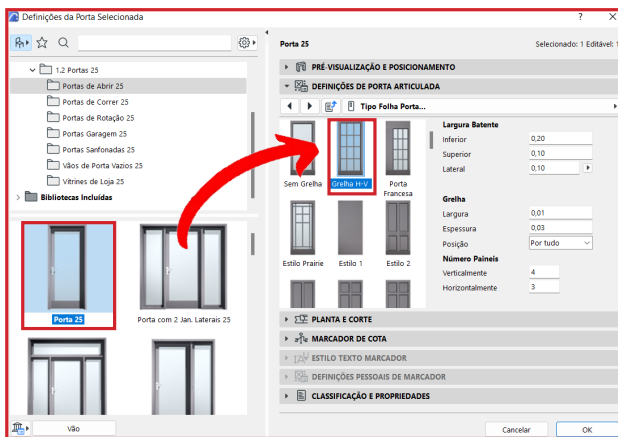 Definições da Porta Selecionada
? X
1.2 Portas 25
Portas de Abrir 25
Portas de Correr 25
Portas de Rotação 25
Portas Garagem 25
Portas Sanfonadas 25
Vãos de Porta Vazios 25
Vitrines de Loja 25
Bibliotecas Incluídas
Porta 25
Porta com 2 Jan. Laterais 25
Vão
Porta 25
Selecionado: 1 Editável: 1
PRÉ-VISUALIZAÇÃO E POSICIONAMENTO
DEFINIÇÕES DE PORTA ARTICULADA
Tipo Folha Porta...
Sem Grelha
Grelha H-V
Porta
Francesa
Estilo Prairie
Estilo 1
Estilo 2
Largura Batente
Inferior 0,20
Superior 0,10
Lateral 0,10
Grelha
Largura 0,01
Espessura 0,03
Posição Por tudo
Número Paineis
Verticalmente 4
Horizontalmente 3
PLANTA E CORTE
MARCADOR DE COTA
ESTILO TEXTO MARCADOR
DEFINIÇÕES PESSOAIS DE MARCADOR
CLASSIFICAÇÃO E PROPRIEDADES
Cancelar
OK